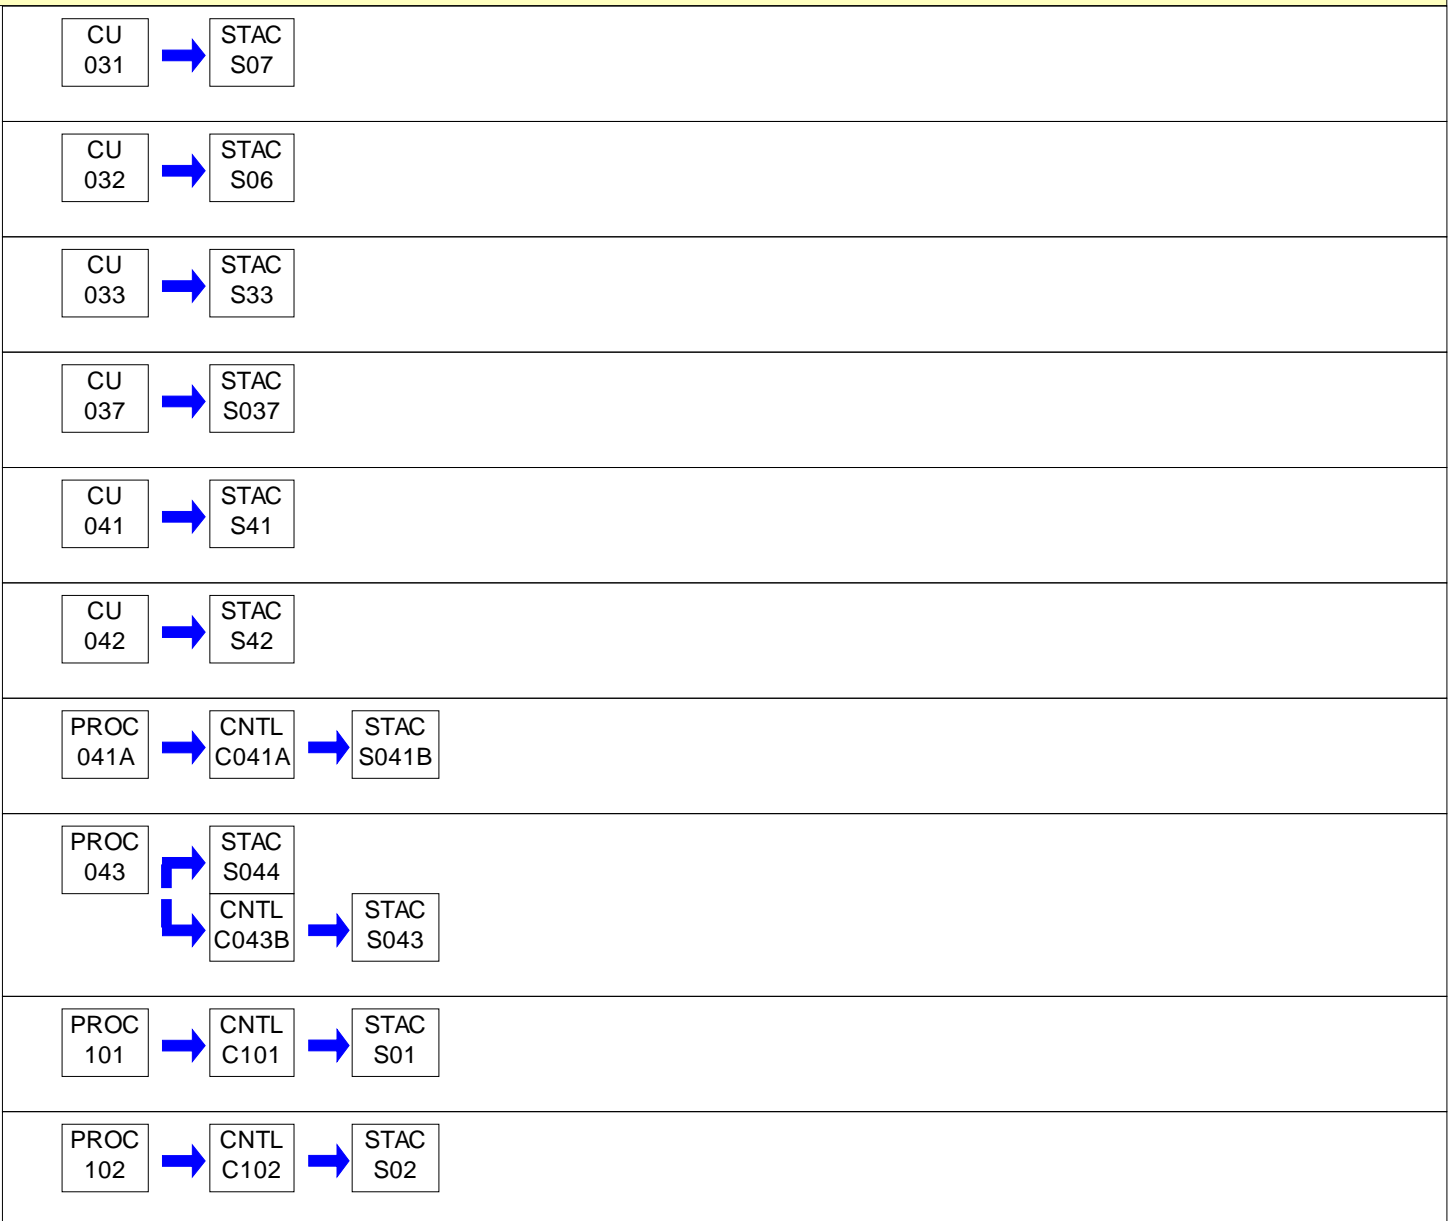 CU
031
STAC
S07
CU
032
STAC
S06
CU
033
STAC
S33
CU
037
STAC
S037
CU
041
STAC
S41
CU
042
STAC
S42
PROC
041A
CNTL
C041A
STAC
S041B
PROC
043
STAC
S044
CNTL
C043B
STAC
S043
PROC
101
CNTL
C101
STAC
S01
PROC
102
CNTL
C102
STAC
S02